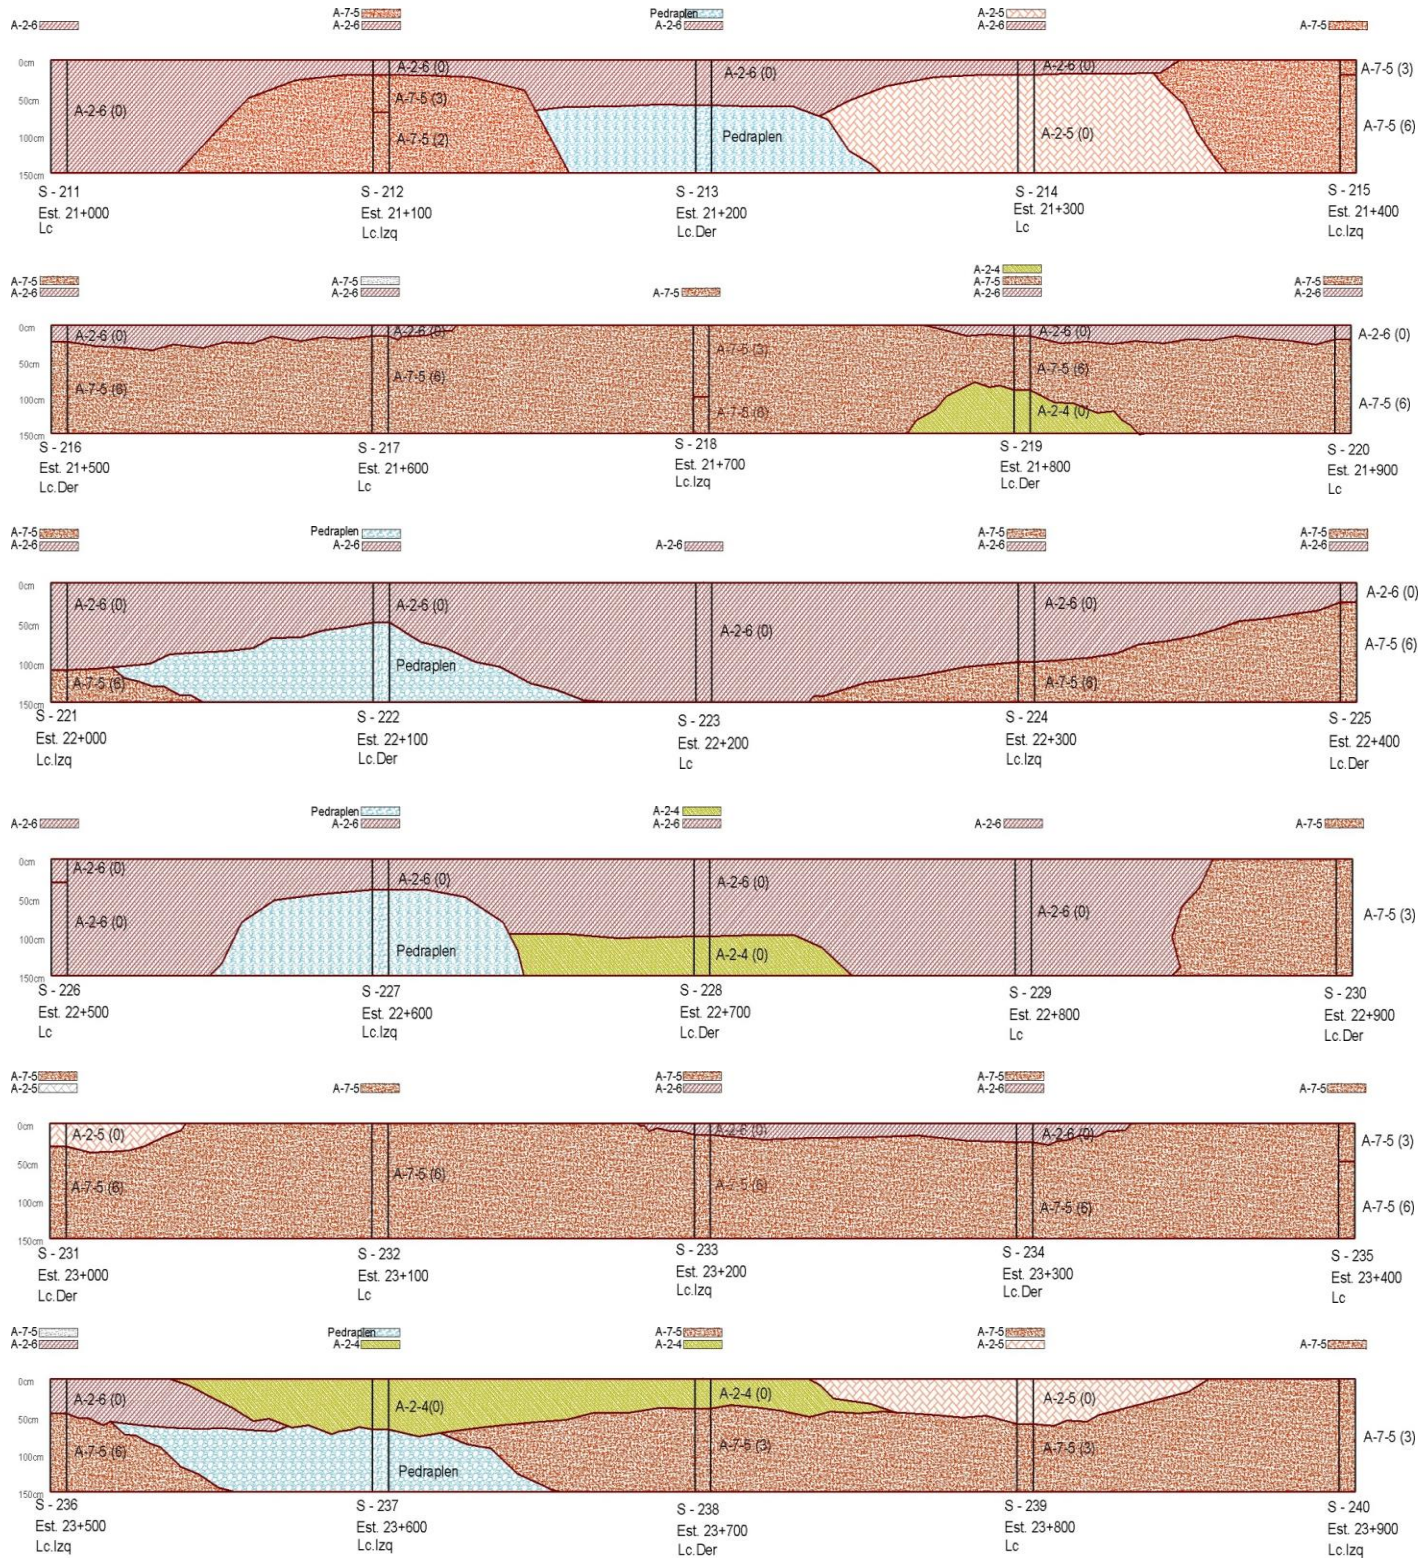 A-7-5 Pedraplen A-2-5
A-2-6 A-2-6 A-2-6 A-2-6 A-7-5
0cm A-2-6 (0) A-2-6 (0) A-2-6 (0) A-7-5 (3)
50cm A-2-6 (0) A-7-5 (3)
100cm A-7-5 (2) Pedraplen A-2-5 (0) A-7-5 (6)
150cm
S - 211 S - 212 S - 213 S - 214 S - 215
Est. 21+000 Est. 21+100 Est. 21+200 Est. 21+300 Est. 21+400
Lc Lc.Izq Lc.Der Lc Lc.Izq
A-2-4
A-7-5 A-7-5 A-7-5 A-7-5
A-2-6 A-2-6 A-7-5 A-2-6 A-2-6
0cm A-2-6 (0) A-2-6 (0) A-2-6 (0) A-2-6 (0)
50cm A-7-5 (3) A-7-5 (6)
A-7-5 (6) A-7-5 (6)
100cm A-7-5 (6) A-2-4 (0) A-7-5 (6)
150cm
S - 216 S - 217 S - 218 S - 219 S - 220
Est. 21+500 Est. 21+600 Est. 21+700 Est. 21+800 Est. 21+900
Lc.Der Lc Lc.Izq Lc.Der Lc
A-7-5 Pedraplen A-7-5 A-7-5
A-2-6 A-2-6 A-2-6 A-2-6 A-2-6
0cm A-2-6 (0) A-2-6 (0) A-2-6 (0) A-2-6 (0)
50cm A-2-6 (0) A-7-5 (6)
100cm A-7-5 (6) Pedraplen A-7-5 (6)
150cm
S - 221 S - 222 S - 223 S - 224 S - 225
Est. 22+000 Est. 22+100 Est. 22+200 Est. 22+300 Est. 22+400
Lc.Izq Lc.Der Lc Lc.Izq Lc.Der
Pedraplen A-2-4
A-2-6 A-2-6 A-2-6 A-2-6 A-7-5
0cm A-2-6 (0) A-2-6 (0) A-2-6 (0)
50cm A-2-6 (0) A-2-6 (0) A-7-5 (3)
100cm Pedraplen A-2-4 (0)
150cm
S - 226 S -227 S - 228 S - 229 S - 230
Est. 22+500 Est. 22+600 Est. 22+700 Est. 22+800 Est. 22+900
Lc Lc.Izq Lc.Der Lc Lc.Der
A-7-5 A-7-5 A-7-5
A-2-5 A-7-5 A-2-6 A-2-6 A-7-5
0cm A-2-5 (0) A-2-6 (0) A-2-6 (0) A-7-5 (3)
50cm A-7-5 (6) A-7-5 (6) A-7-5 (6)
100cm A-7-5 (6) A-7-5 (6)
150cm
S - 231 S - 232 S - 233 S - 234 S - 235
Est. 23+000 Est. 23+100 Est. 23+200 Est. 23+300 Est. 23+400
Lc.Der Lc Lc.Izq Lc.Der Lc
A-7-5 Pedraplen A-7-5 A-7-5
A-2-6 A-2-4 A-2-4 A-2-5 A-7-5
0cm A-2-6 (0) A-2-4(0) A-2-4 (0) A-2-5 (0)
50cm A-7-5 (3) A-7-5 (3) A-7-5 (3)
100cm A-7-5 (6) Pedraplen
150cm
S - 236 S -237 S - 238 S - 239 S - 240
Est. 23+500 Est. 23+600 Est. 23+700 Est. 23+800 Est. 23+900
Lc.Izq Lc.Izq Lc.Der Lc Lc.Izq